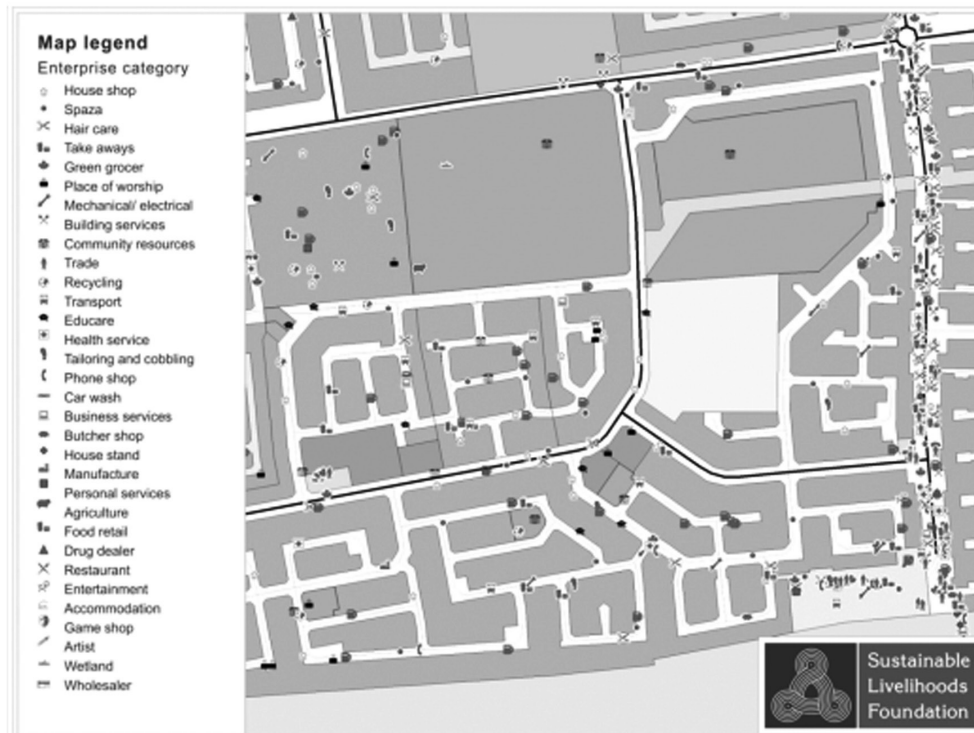 Map legend
Enterprise category
House shop
Spaza
Hair care
Take aways
Green grocer
Place of worship
Mechanical/ electrical
Building services
Community resources
Trade
Recycling
Transport
Educare
Health service
Tailoring and cobbling
Phone shop
Car wash
Business services
Butcher shop
House stand
Manufacture
Personal services
Agriculture
Food retail
Drug dealer
Restaurant
Entertainment
Accommodation
Game shop
Artist
Wetland
Wholesaler
Sustainable
Livelihoods
Foundation